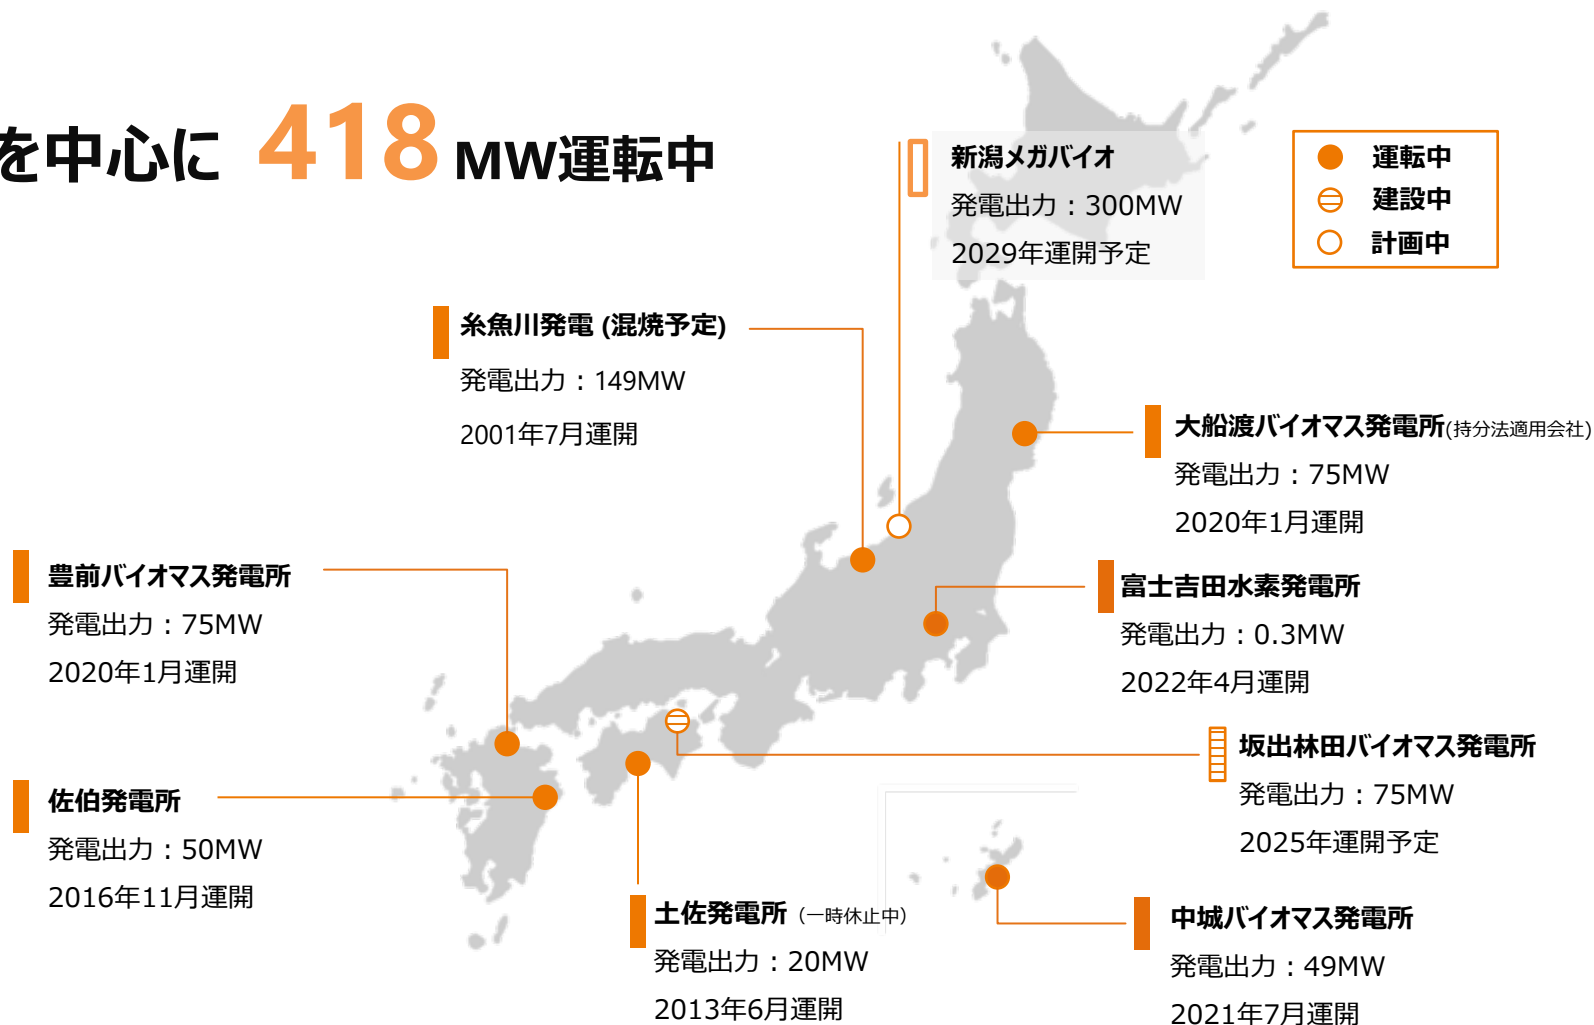 を中心に 418 MW運転中
新潟メガバイオ
発電出力：300MW
2029年運開予定
運転中
建設中
計画中
糸魚川発電 (混焼予定)
発電出力：149MW
2001年7月運開
大船渡バイオマス発電所(持分法適用会社)
発電出力：75MW
2020年1月運開
豊前バイオマス発電所
発電出力：75MW
2020年1月運開
富士吉田水素発電所
発電出力：0.3MW
2022年4月運開
坂出林田バイオマス発電所
発電出力：75MW
2025年運開予定
佐伯発電所
発電出力：50MW
2016年11月運開
土佐発電所（一時休止中）
発電出力：20MW
2013年6月運開
中城バイオマス発電所
発電出力：49MW
2021年7月運開